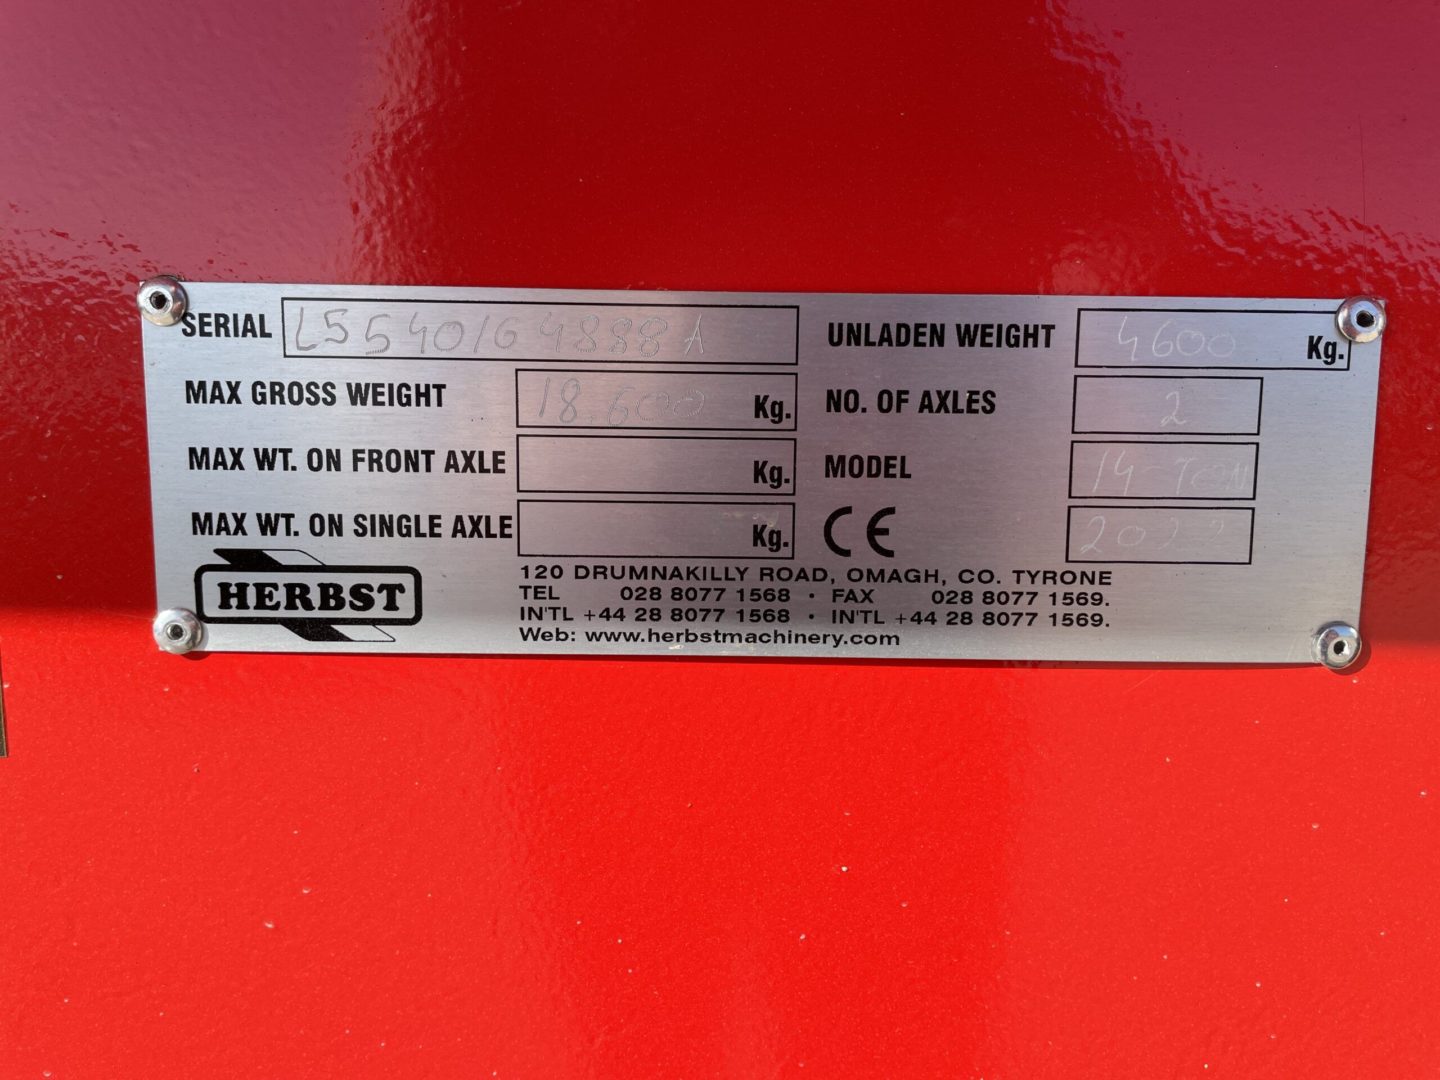 SERIAL LS5401G4888A
UNLADEN WEIGHT 4600 Kg.
MAX GROSS WEIGHT 18.600 Kg.
NO. OF AXLES 2
MAX WT. ON FRONT AXLE Kg.
MODEL 14-TON
MAX WT. ON SINGLE AXLE Kg.
CE
HERBST
120 DRUMNAKILLY ROAD, OMAGH, CO. TYRONE
TEL 028 8077 1568 • FAX 028 8077 1569.
IN'TL +44 28 8077 1568 • IN'TL +44 28 8077 1569.
Web: www.herbstmachinery.com